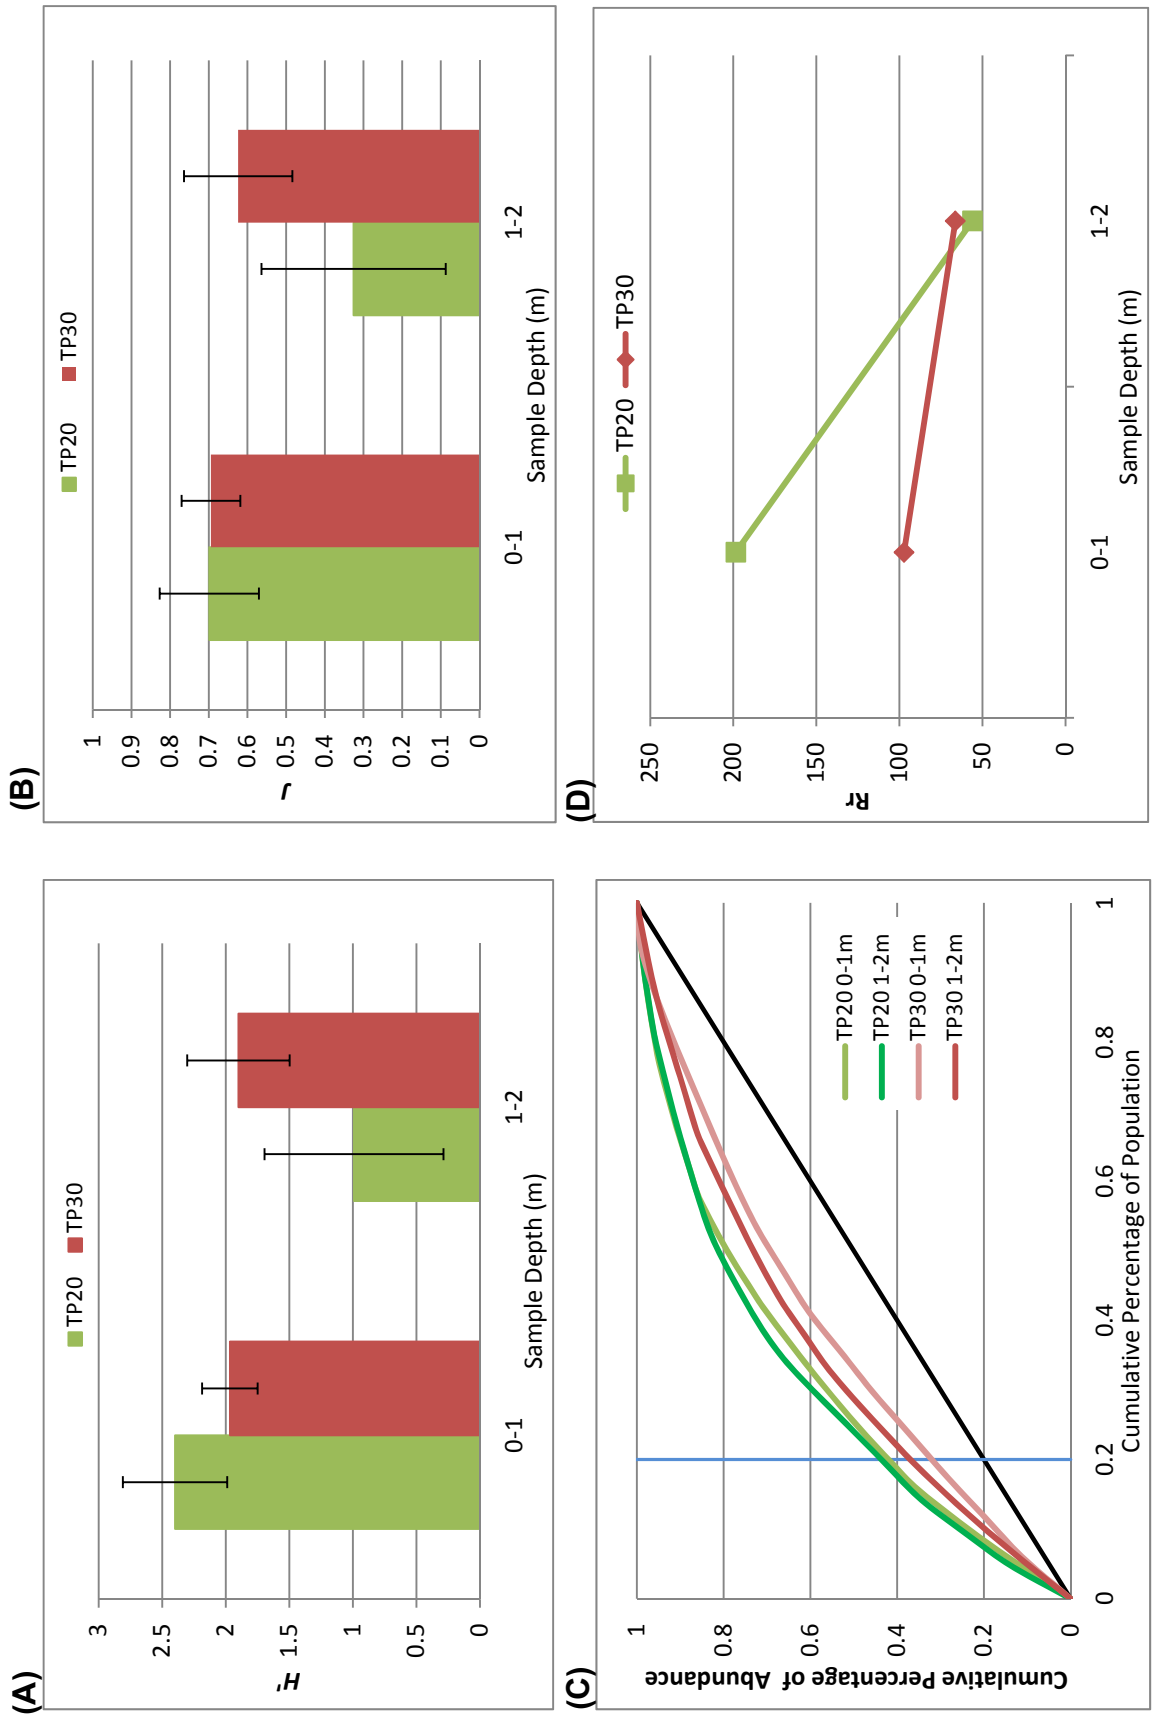 (A)
TP20 TP30
3
2.5
2
1.5
1
0.5
0
H'
0-1 1-2
Sample Depth (m)
(B)
TP20 TP30
1
0.9
0.8
0.7
0.6
0.5
0.4
0.3
0.2
0.1
0
J
0-1 1-2
Sample Depth (m)
(C)
1
0.8
0.6
0.4
0.2
0
Cumulative Percentage of Abundance
TP20 0-1m
TP20 1-2m
TP30 0-1m
TP30 1-2m
0 0.2 0.4 0.6 0.8 1
Cumulative Percentage of Population
(D)
TP20 TP30
250
200
150
100
50
0
Rr
0-1 1-2
Sample Depth (m)